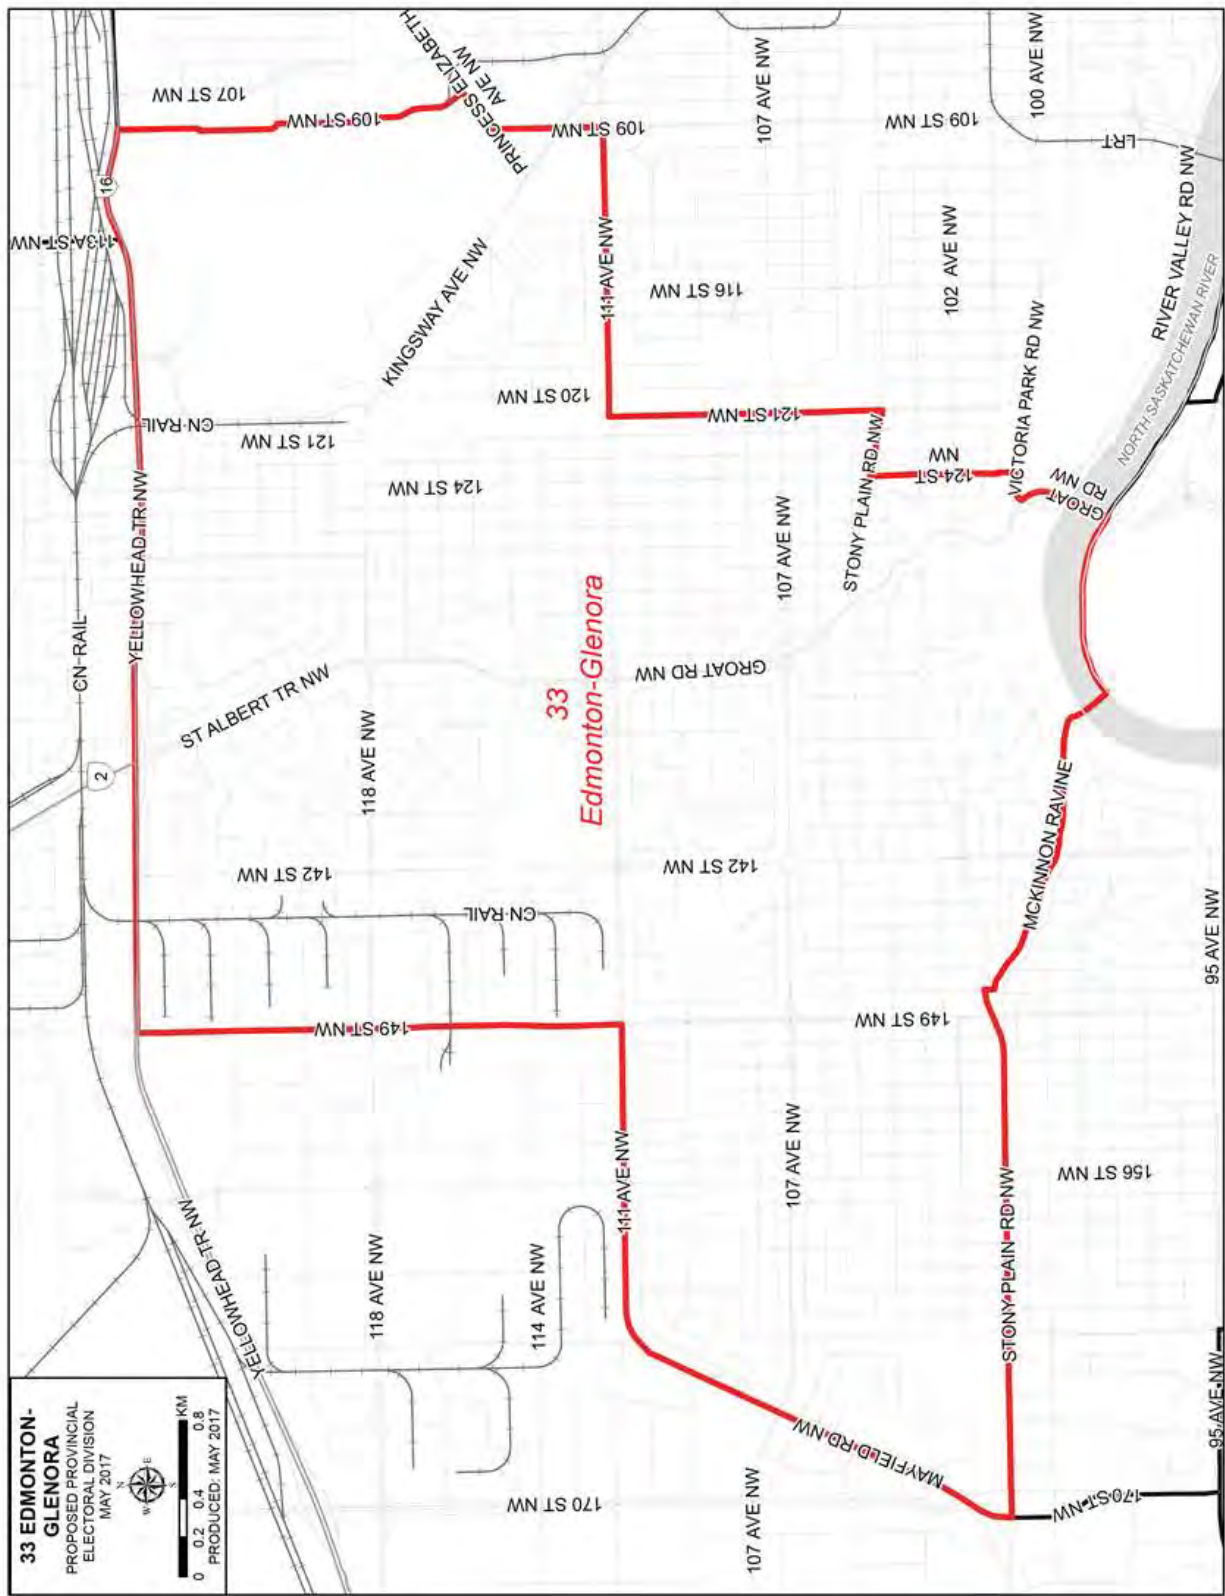 33 EDMONTON-
GLENORA
PROPOSED PROVINCIAL
ELECTORAL DIVISION
MAY 2017
N
W
E
S
0
0.2
0.4
0.8
KM
PRODUCED: MAY 2017
CN-RAIL
2
YELLOWHEAD TR NW
YELLOWHEAD-TR-NW
113A ST NW
16
107 ST NW
109 ST NW
PRINCESS ELIZABETH
AVE NW
109 ST NW
CN RAIL
121 ST NW
ST ALBERT TR NW
142 ST NW
149 ST NW
118 AVE NW
118 AVE NW
124 ST NW
KINGSWAY AVE NW
120 ST NW
CN RAIL
114 AVE NW
170 ST NW
33
Edmonton-Glenora
111 AVE NW
111 AVE NW
116 ST NW
GROAT RD NW
142 ST NW
121 ST NW
107 AVE NW
107 AVE NW
107 AVE NW
107 AVE NW
MAYFIELD RD NW
149 ST NW
STONY PLAIN RD NW
109 ST NW
124 ST
NW
102 AVE NW
100 AVE NW
LRT
VICTORIA PARK RD NW
GROAT
RD NW
RIVER VALLEY RD NW
NORTH SASKATCHEWAN RIVER
MCKINNON RAVINE
STONY PLAIN RD NW
156 ST NW
170 ST NW
95 AVE NW
95 AVE NW